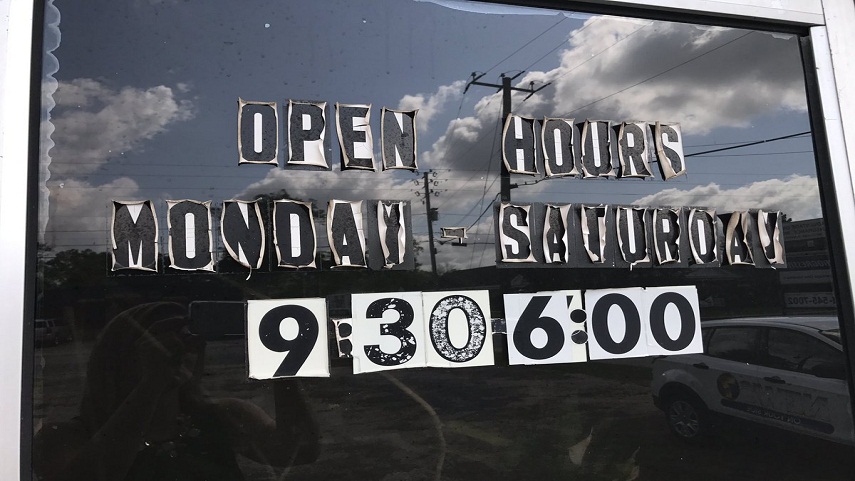 OPEN HOURS
MONDAY - SATURDAY
9:30 6:00